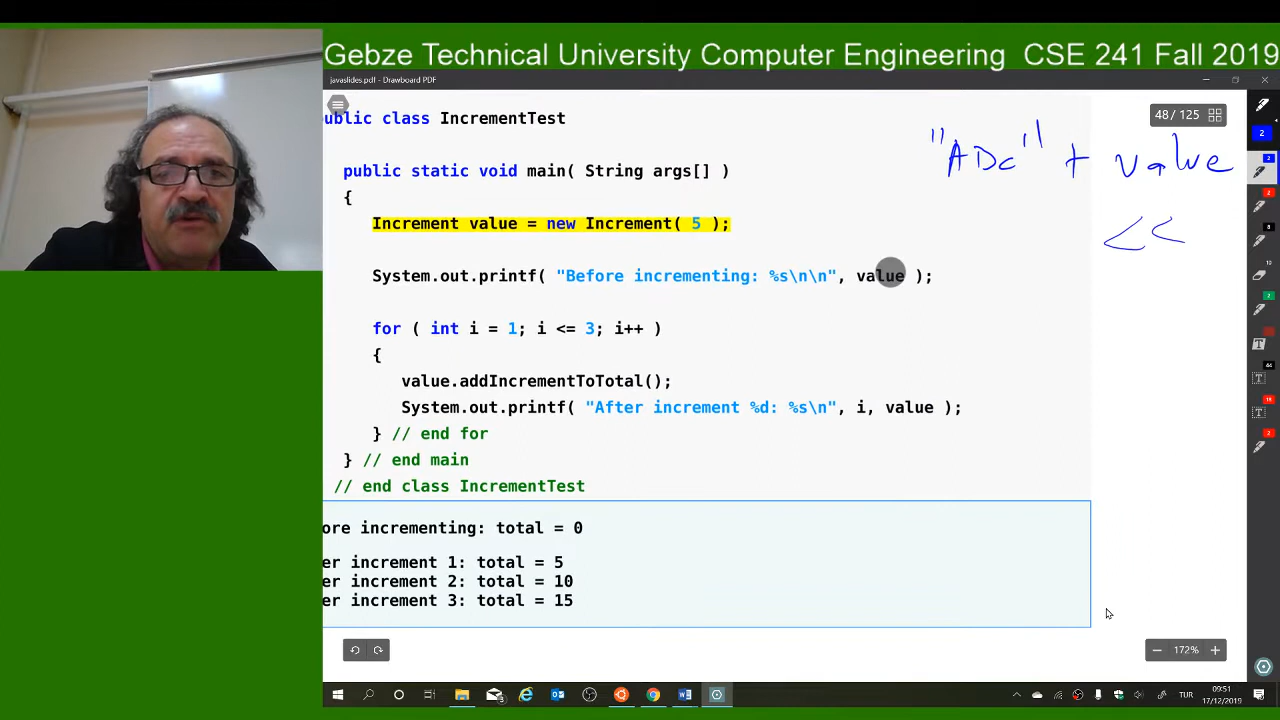 Gebze Technical University Computer Engineering CSE 241 Fall 2019
javaslides.pdf - Drawboard PDF
48 / 125
ublic class IncrementTest
"ABC" + value
public static void main( String args[] )
{
Increment value = new Increment( 5 );
<<
System.out.printf( "Before incrementing: %s\n\n", value );
for ( int i = 1; i <= 3; i++ )
{
value.addIncrementToTotal();
System.out.printf( "After increment %d: %s\n", i, value );
} // end for
} // end main
// end class IncrementTest
ore incrementing: total = 0
er increment 1: total = 5
er increment 2: total = 10
er increment 3: total = 15
172%
TUR
09:51
17/12/2019